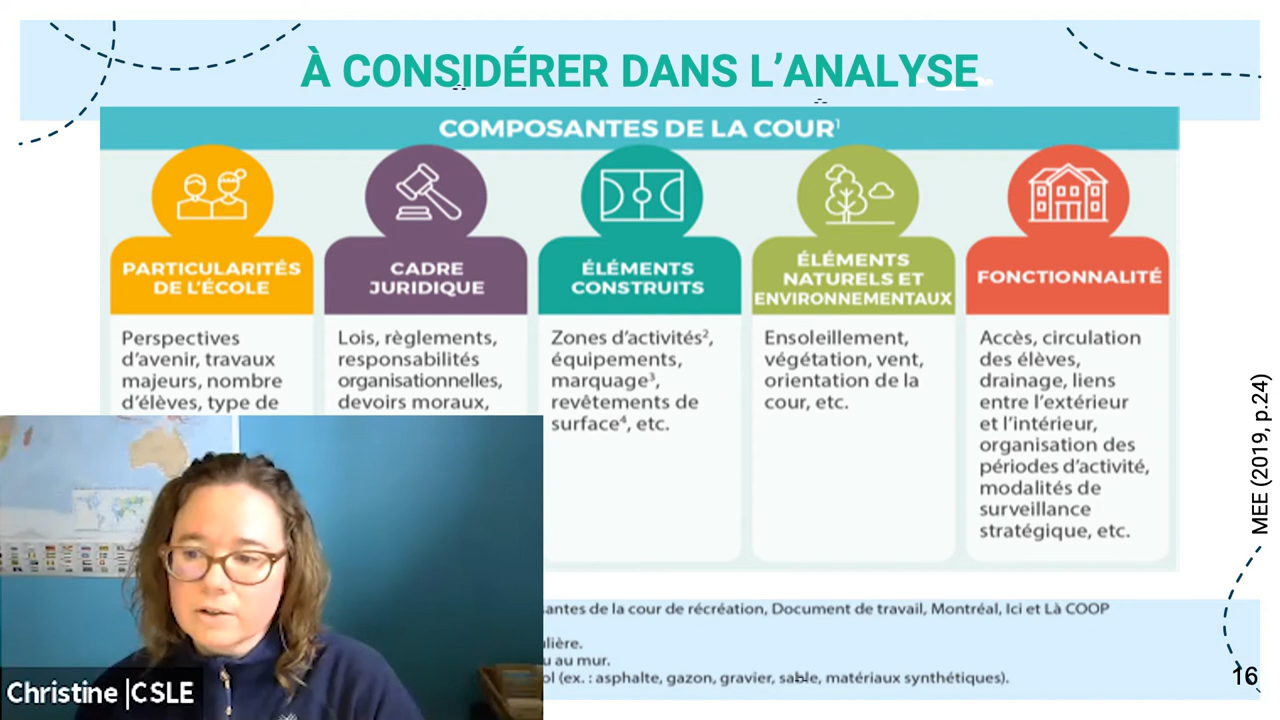 À CONSIDÉRER DANS L'ANALYSE
COMPOSANTES DE LA COUR¹
PARTICULARITÉS
DE L'ÉCOLE
Perspectives
d'avenir, travaux
majeurs, nombre
d'élèves, type de
CADRE
JURIDIQUE
Lois, règlements,
responsabilités
organisationnelles,
devoirs moraux,
ÉLÉMENTS
CONSTRUITS
Zones d'activités²,
équipements,
marquage³,
revêtements de
surface⁴, etc.
ÉLÉMENTS
NATURELS ET
ENVIRONNEMENTAUX
Ensoleillement,
végétation, vent,
orientation de la
cour, etc.
FONCTIONNALITÉ
Accès, circulation
des élèves,
drainage, liens
entre l'extérieur
et l'intérieur,
organisation des
périodes d'activité,
modalités de
surveillance
stratégique, etc.
MEE (2019, p.24)
santes de la cour de récréation, Document de travail, Montréal, Ici et Là COOP
ulière.
u au mur.
ol (ex. : asphalte, gazon, gravier, sable, matériaux synthétiques).
16
Christine |CSLE